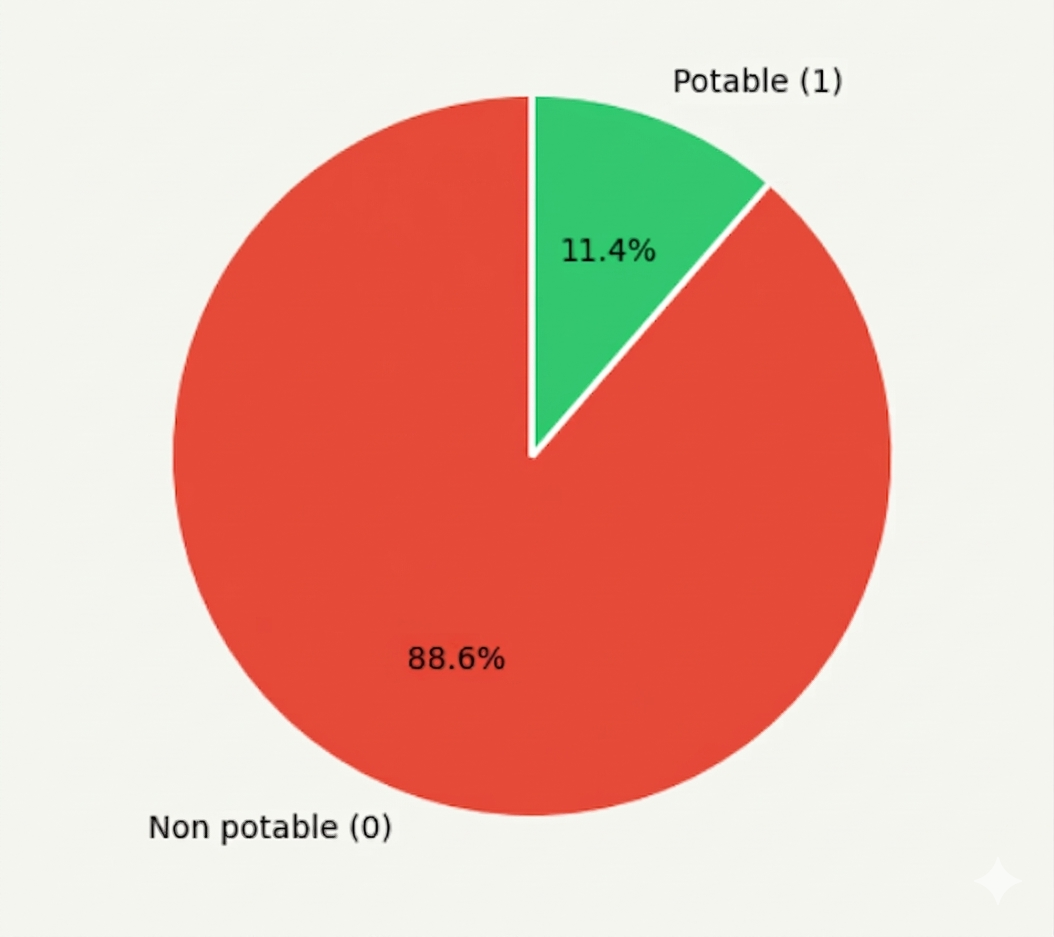 Potable (1)
11.4%
88.6%
Non potable (0)